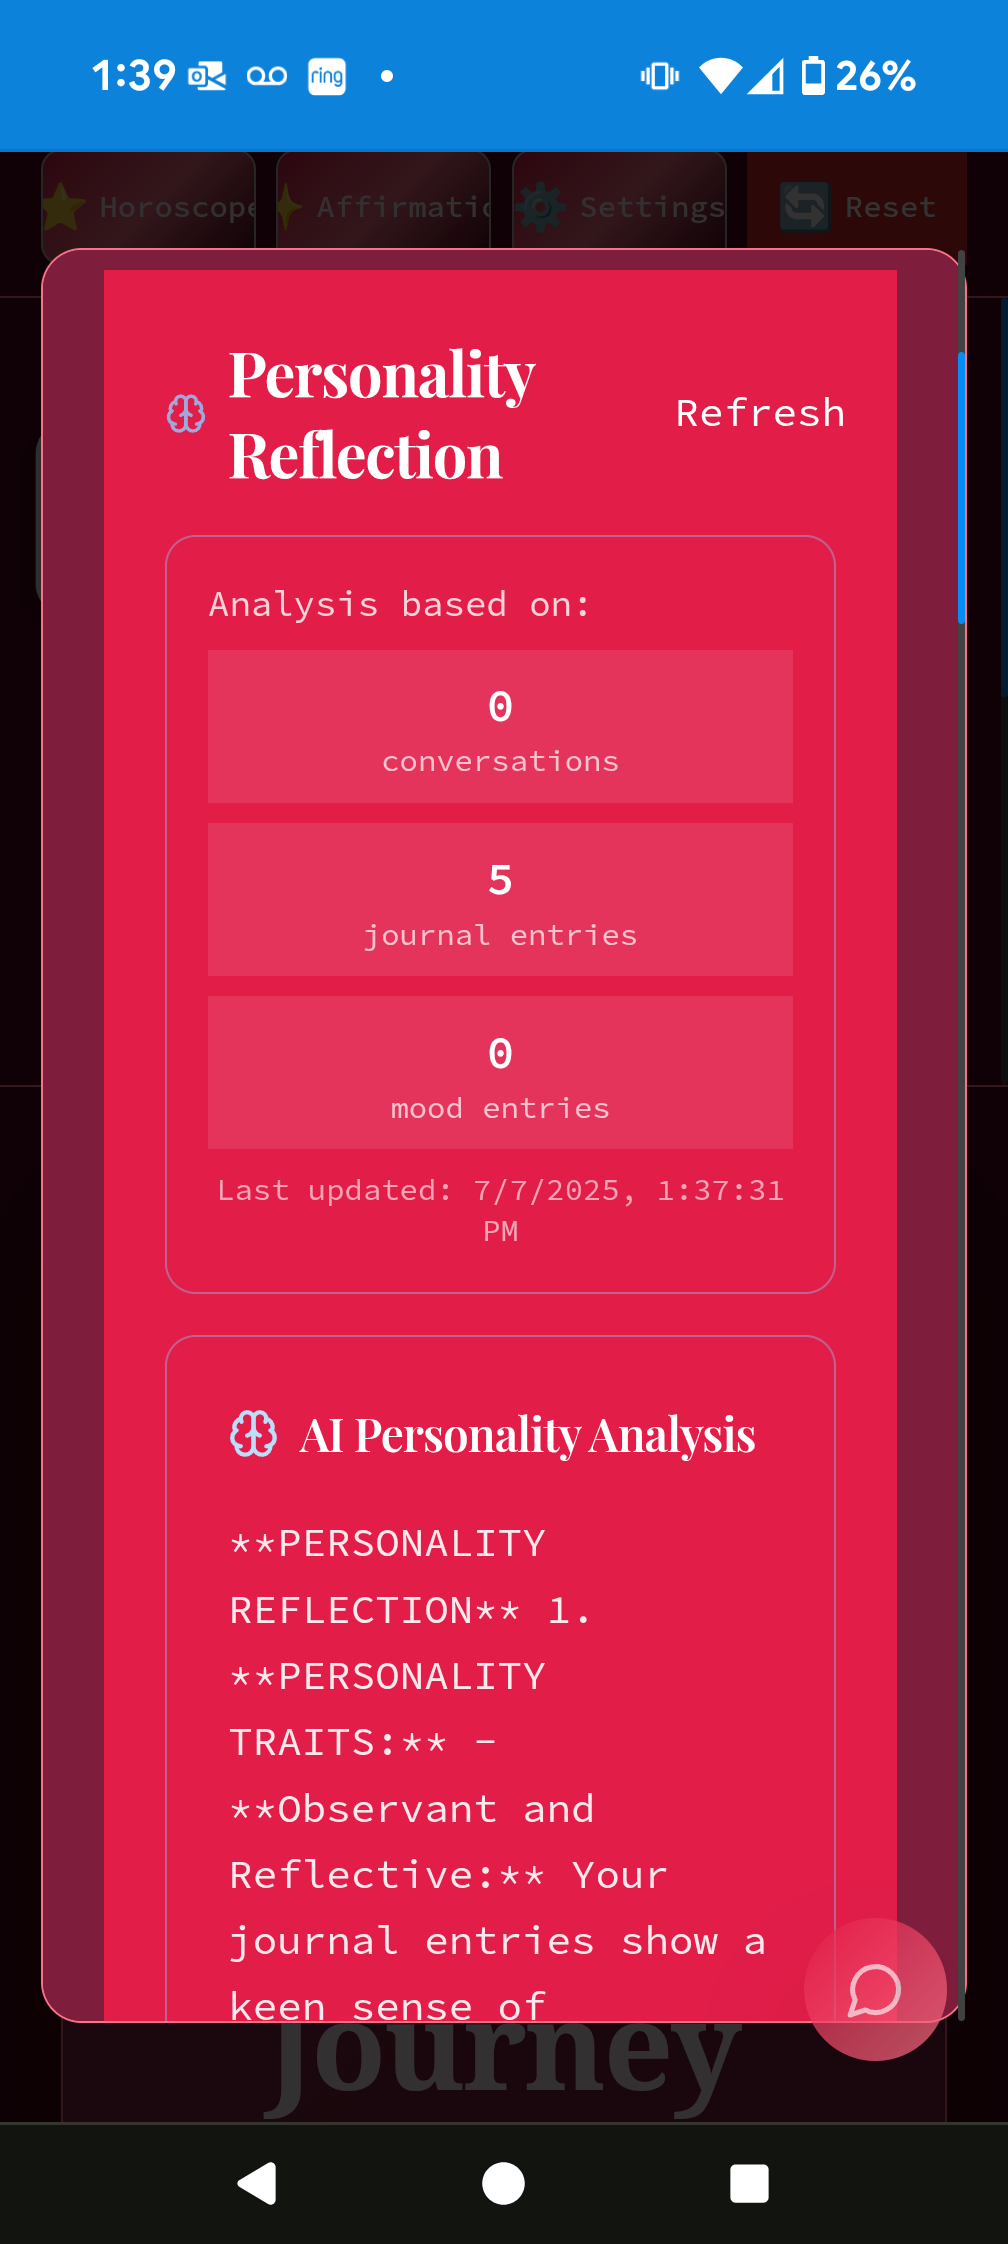 1:39 ring 26%
Horoscope Affirmatic Settings Reset
Personality
Reflection
Refresh
Analysis based on:
0
conversations
5
journal entries
0
mood entries
Last updated: 7/7/2025, 1:37:31
PM
AI Personality Analysis
**PERSONALITY
REFLECTION** 1.
**PERSONALITY
TRAITS:** -
**Observant and
Reflective:** Your
journal entries show a
keen sense of
Journey